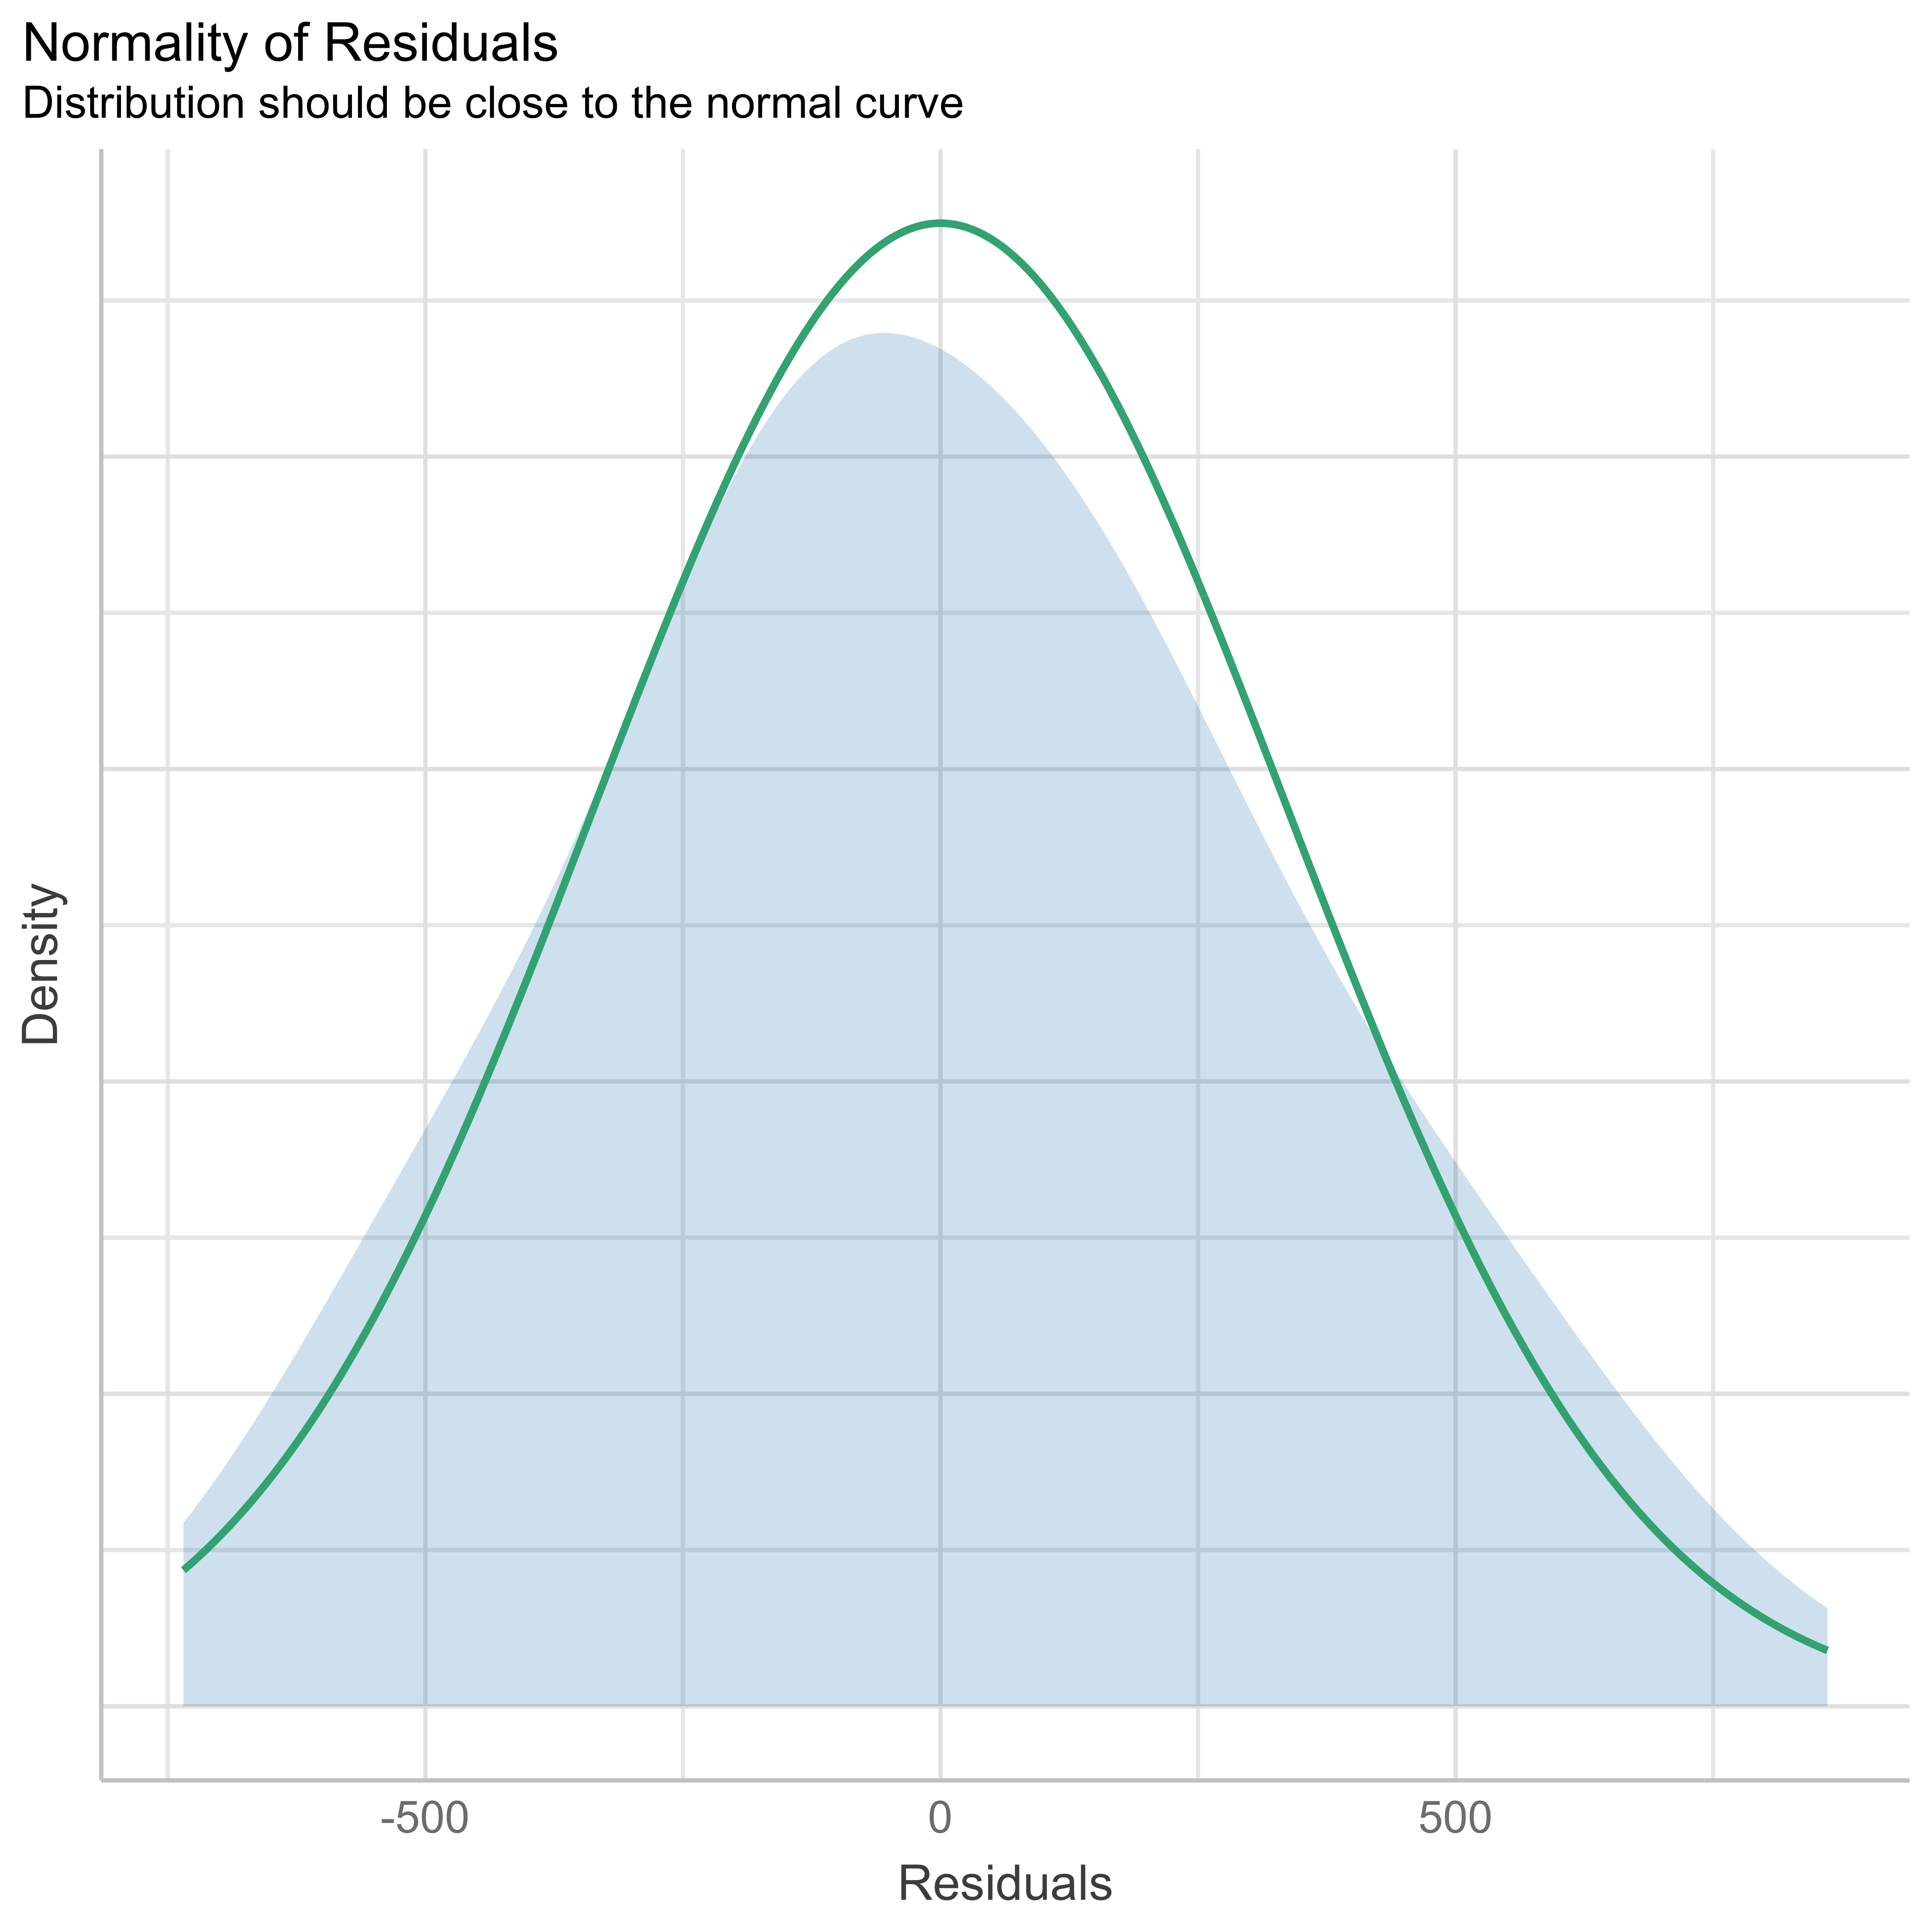 Normality of Residuals
Distribution should be close to the normal curve
Density
-500
0
500
Residuals